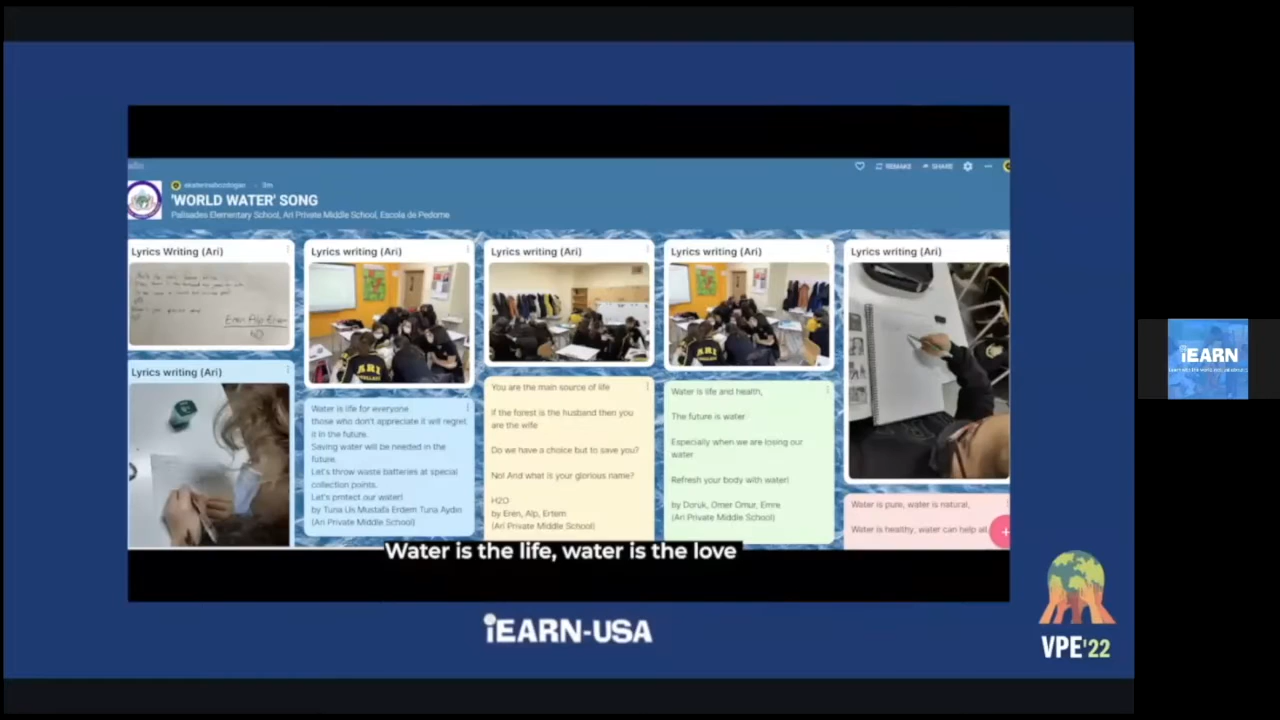 REMAKE
SHARE
ekaterinabozdogan 3m
'WORLD WATER' SONG
Palisades Elementary School, Ari Private Middle School, Escola de Pedome
Lyrics Writing (Ari)
Eren Alp Ertem
Lyrics writing (Ari)
Lyrics writing (Ari)
ARI
Water is life for everyone
those who don't appreciate it will regret
it in the future.
Saving water will be needed in the
future.
Let's throw waste batteries at special
collection points.
Let's protect our water!
(Ari Private Middle School)
Lyrics writing (Ari)
You are the main source of life
If the forest is the husband then you
are the wife
Do we have a choice but to save you?
No! And what is your glorious name?
H2O
by Eren, Alp, Ertem
(Ari Private Middle School)
Lyrics writing (Ari)
ARI
Water is life and health,
The future is water
Especially when we are losing our
water
Refresh your body with water!
by Doruk, Omer Omur, Emre
(Ari Private Middle School)
Lyrics writing (Ari)
Water is pure, water is natural,
Water is healthy, water can help all
Water is the life, water is the love
iEARN-USA
VPE'22
iEARN